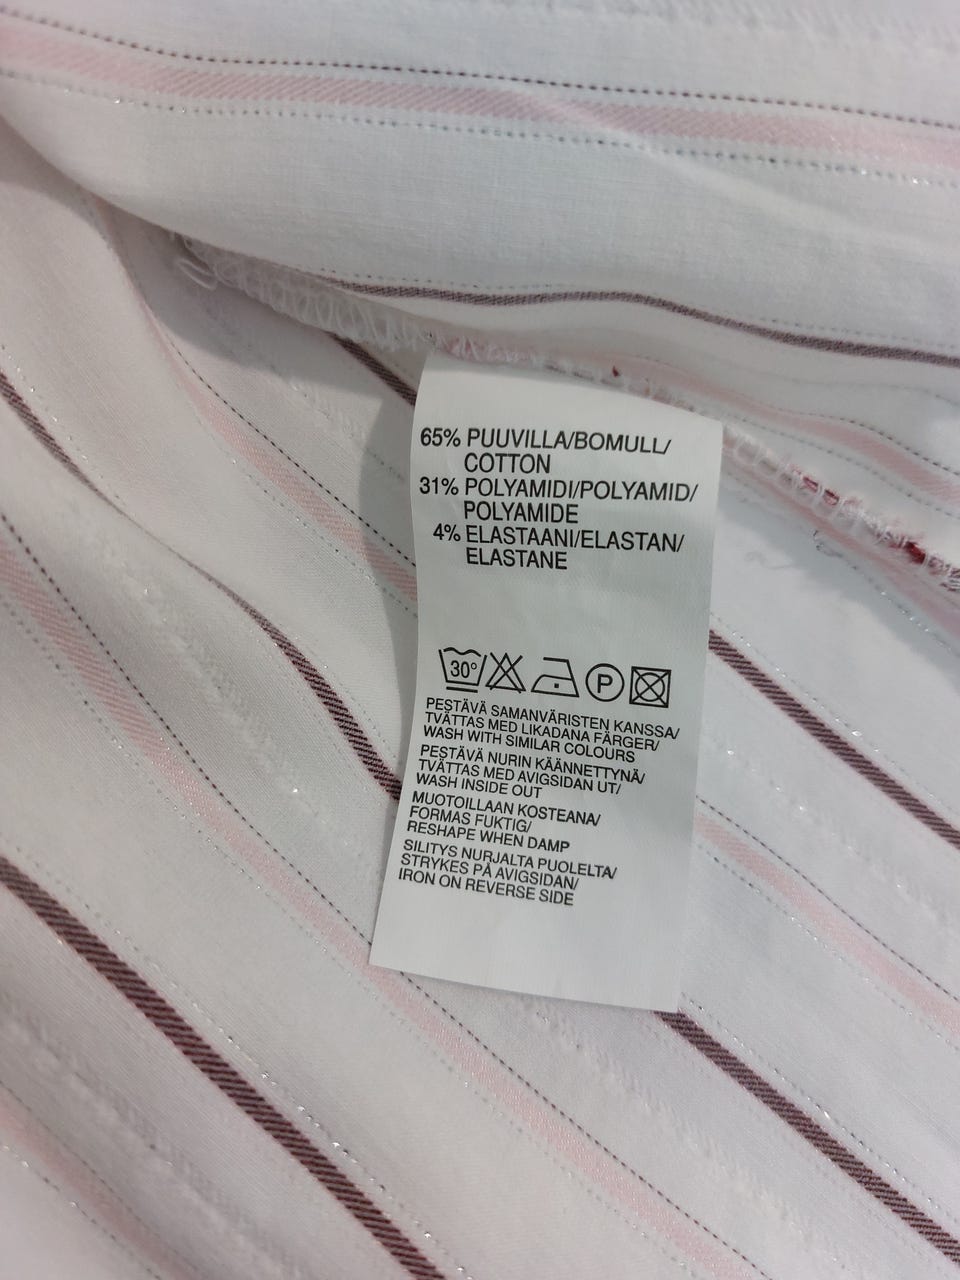 65% PUUVILLA/BOMULL/
COTTON
31% POLYAMIDI/POLYAMID/
POLYAMIDE
4% ELASTAANI/ELASTAN/
ELASTANE
30° P
PESTÄVÄ SAMANVÄRISTEN KANSSA/
TVÄTTAS MED LIKADANA FÄRGER/
WASH WITH SIMILAR COLOURS
PESTÄVÄ NURIN KÄÄNNETTYNÄ/
TVÄTTAS MED AVIGSIDAN UT/
WASH INSIDE OUT
MUOTOILLAAN KOSTEANA/
FORMAS FUKTIG/
RESHAPE WHEN DAMP
SILITYS NURJALTA PUOLELTA/
STRYKES PÅ AVIGSIDAN/
IRON ON REVERSE SIDE